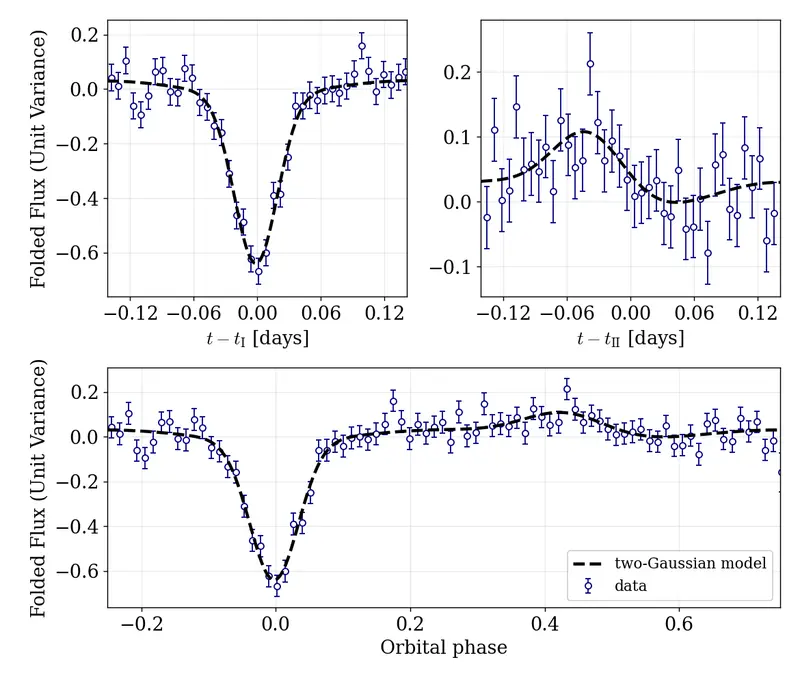 Folded Flux (Unit Variance)
0.2
0.0
−0.2
−0.4
−0.6
−0.12 −0.06 0.00 0.06 0.12
t − t_I [days]
0.2
0.1
0.0
−0.1
−0.12 −0.06 0.00 0.06 0.12
t − t_II [days]
Folded Flux (Unit Variance)
0.2
0.0
−0.2
−0.4
−0.6
two-Gaussian model
data
−0.2 0.0 0.2 0.4 0.6
Orbital phase